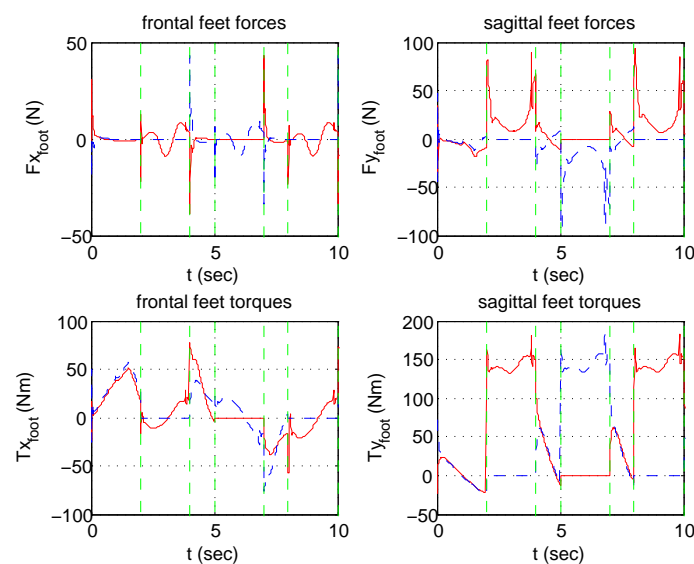 frontal feet forces
50
0
−50
0
5
10
Fx_foot (N)
t (sec)
sagittal feet forces
100
50
0
−50
−100
0
5
10
Fy_foot (N)
t (sec)
frontal feet torques
100
50
0
−50
−100
0
5
10
Tx_foot (Nm)
t (sec)
sagittal feet torques
200
150
100
50
0
50
0
5
10
Ty_foot (Nm)
t (sec)